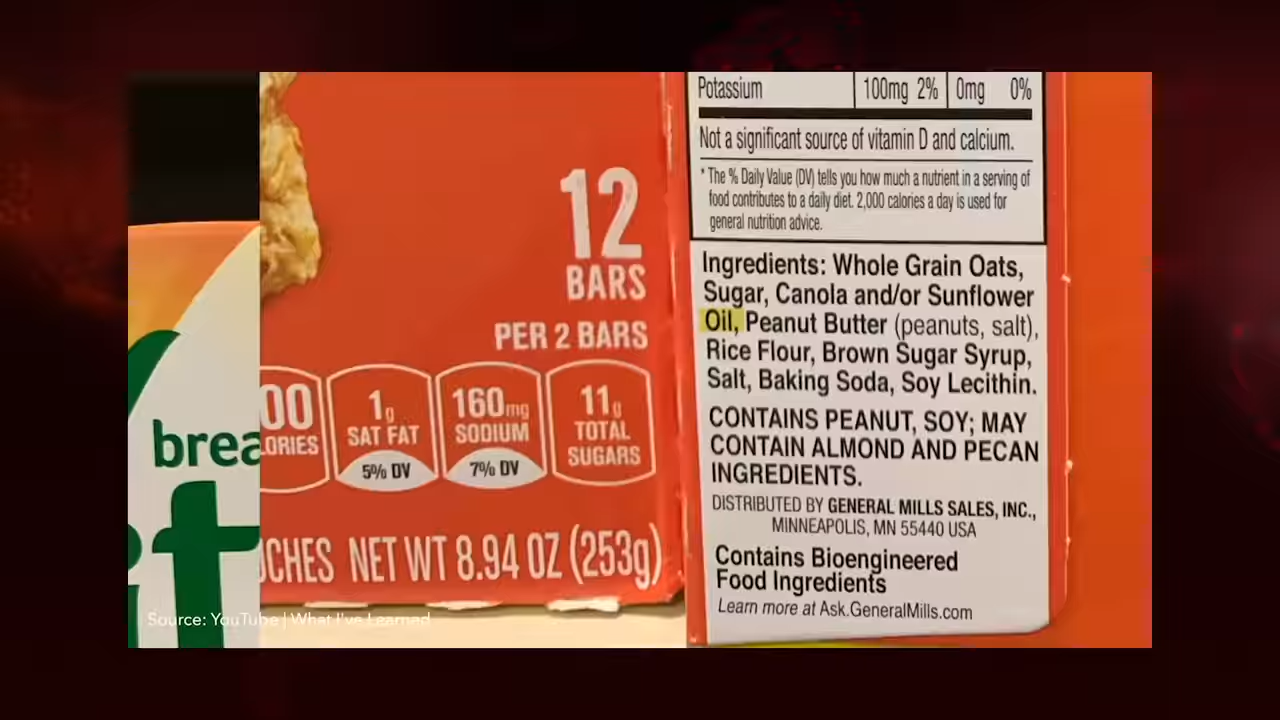 brea
it
12
BARS
PER 2 BARS
00
ORIES
1g
SAT FAT
5% DV
160mg
SODIUM
7% DV
11g
TOTAL
SUGARS
CHES NET WT 8.94 OZ (253g)
Potassium 100mg 2% 0mg 0%
Not a significant source of vitamin D and calcium.
* The % Daily Value (DV) tells you how much a nutrient in a serving of
food contributes to a daily diet. 2,000 calories a day is used for
general nutrition advice.
Ingredients: Whole Grain Oats,
Sugar, Canola and/or Sunflower
Oil, Peanut Butter (peanuts, salt),
Rice Flour, Brown Sugar Syrup,
Salt, Baking Soda, Soy Lecithin.
CONTAINS PEANUT, SOY; MAY
CONTAIN ALMOND AND PECAN
INGREDIENTS.
DISTRIBUTED BY GENERAL MILLS SALES, INC.,
MINNEAPOLIS, MN 55440 USA
Contains Bioengineered
Food Ingredients
Learn more at Ask.GeneralMills.com
Source: YouTube | What I've Learned